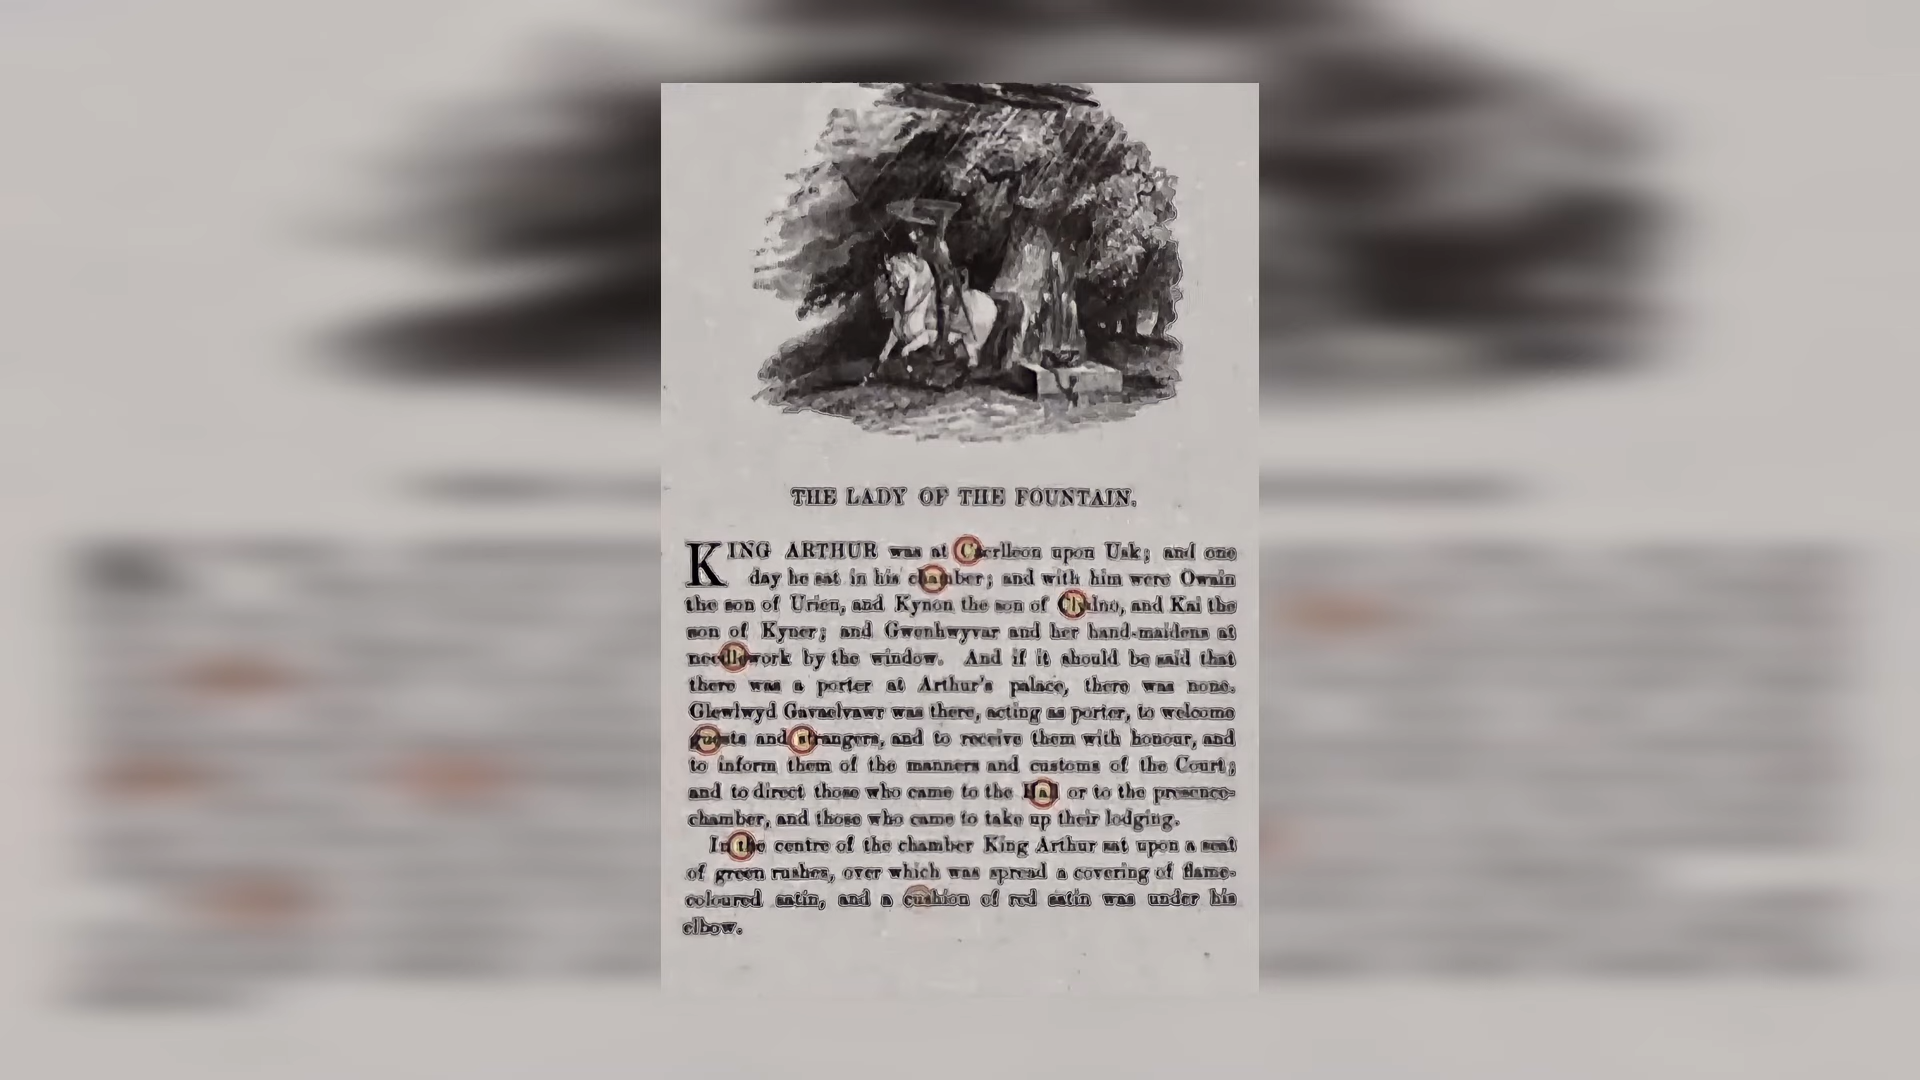 THE LADY OF THE FOUNTAIN.
KING ARTHUR was at Caerlleon upon Usk; and one
day he sat in his chamber; and with him were Owain
the son of Urien, and Kynon the son of Clydno, and Kai the
son of Kyner; and Gwenhwyvar and her hand-maidens at
needlework by the window. And if it should be said that
there was a porter at Arthur's palace, there was none.
Glewlwyd Gavaelvawr was there, acting as porter, to welcome
guests and strangers, and to receive them with honour, and
to inform them of the manners and customs of the Court;
and to direct those who came to the Hall or to the presence-
chamber, and those who came to take up their lodging.
In the centre of the chamber King Arthur sat upon a seat
of green rushes, over which was spread a covering of flame-
coloured satin, and a cushion of red satin was under his
elbow.